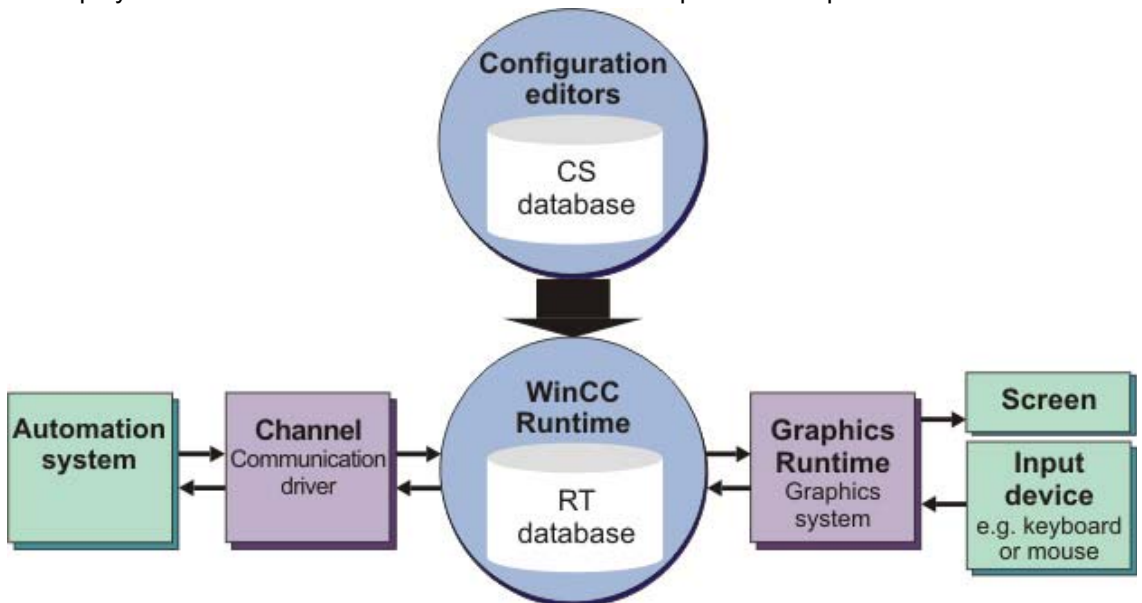 Configuration
editors
CS
database
WinCC
Runtime
RT
database
Automation
system
Channel
Communication
driver
Graphics
Runtime
Graphics
system
Screen
Input
device
e.g. keyboard
or mouse